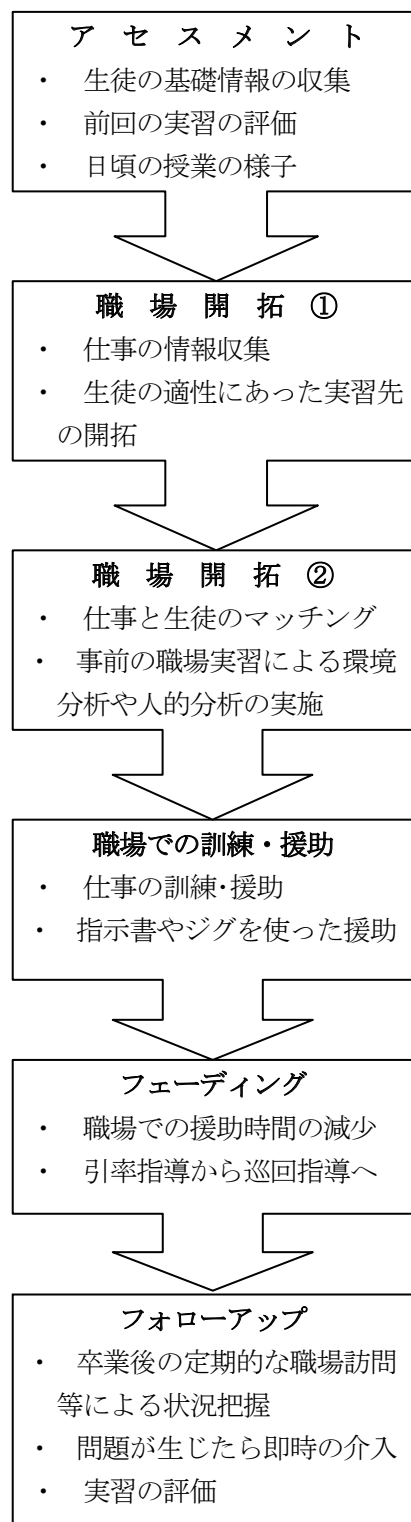 アセスメント
・　生徒の基礎情報の収集
・　前回の実習の評価
・　日頃の授業の様子
職場開拓①
・　仕事の情報収集
・　生徒の適性にあった実習先
の開拓
職場開拓②
・　仕事と生徒のマッチング
・　事前の職場実習による環境
分析や人的分析の実施
職場での訓練・援助
・　仕事の訓練･援助
・　指示書やジグを使った援助
フェーディング
・　職場での援助時間の減少
・　引率指導から巡回指導へ
フォローアップ
・　卒業後の定期的な職場訪問
等による状況把握
・　問題が生じたら即時の介入
・　実習の評価